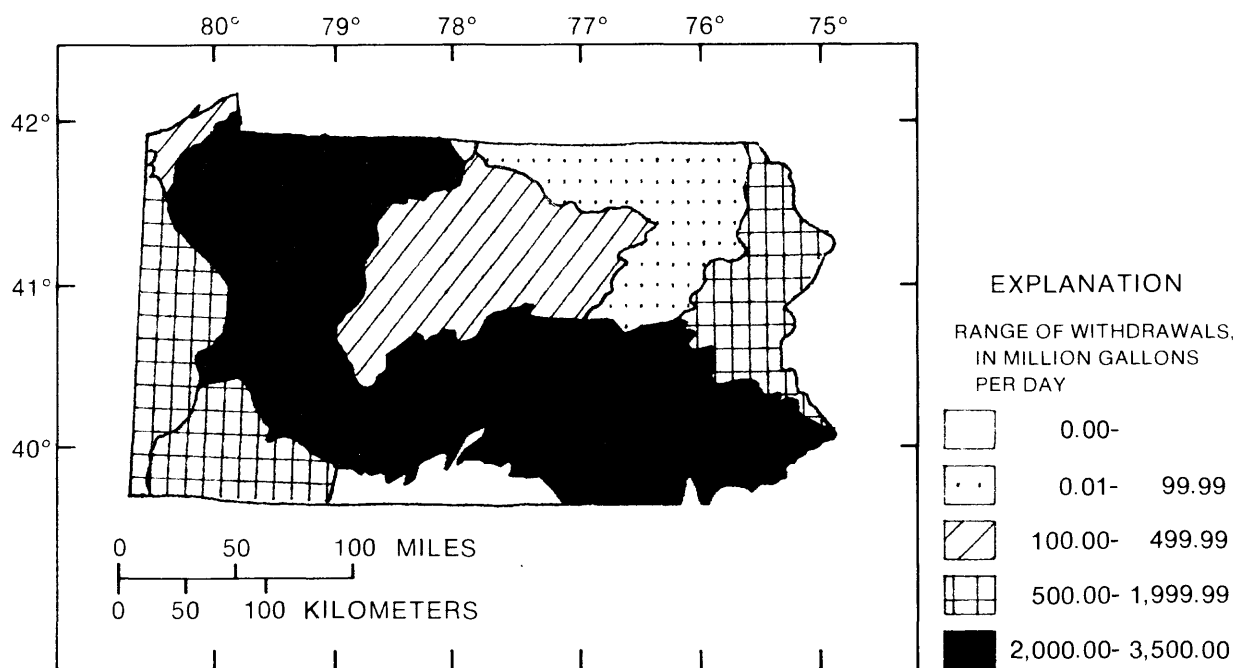 80° 79° 78° 77° 76° 75°
42°
41°
40°
0 50 100 MILES
0 50 100 KILOMETERS
EXPLANATION
RANGE OF WITHDRAWALS,
IN MILLION GALLONS
PER DAY
0.00-
0.01- 99.99
100.00- 499.99
500.00- 1,999.99
2,000.00- 3,500.00